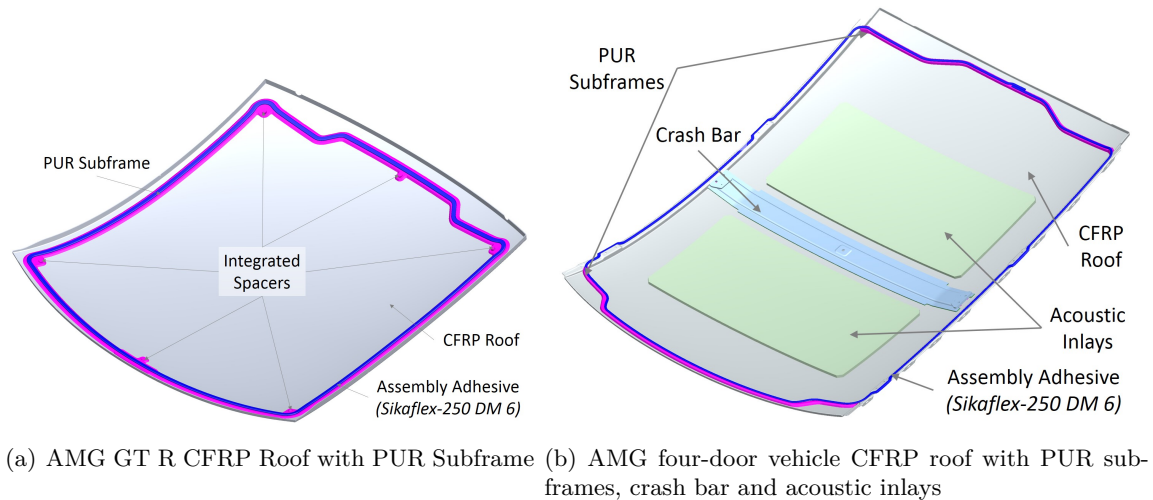 PUR Subframe
Integrated
Spacers
CFRP Roof
Assembly Adhesive
(Sikaflex-250 DM 6)
PUR
Subframes
Crash Bar
CFRP
Roof
Acoustic
Inlays
Assembly Adhesive
(Sikaflex-250 DM 6)
(a) AMG GT R CFRP Roof with PUR Subframe
(b) AMG four-door vehicle CFRP roof with PUR sub-
frames, crash bar and acoustic inlays